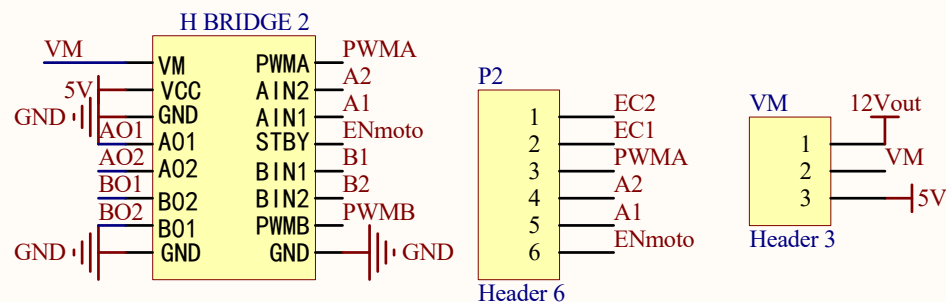 H BRIDGE 2
VM VM PWMA PWMA
5V VCC AIN2 A2
GND GND AIN1 A1
AO1 A01 STBY ENmoto
AO2 A02 BIN1 B1
BO1 B02 BIN2 B2
BO2 B01 PWMB PWMB
GND GND GND GND
P2
1 EC2
2 EC1
3 PWMA
4 A2
5 A1
6 ENmoto
Header 6
VM
12Vout
1
2 VM
3 5V
Header 3